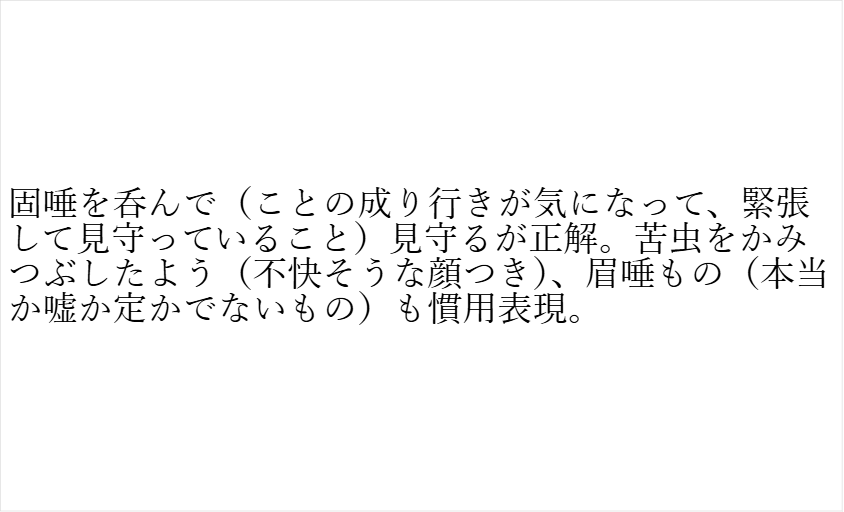 固唾を呑んで（ことの成り行きが気になって、緊張
して見守っていること）見守るが正解。苦虫をかみ
つぶしたよう（不快そうな顔つき）、眉唾もの（本当
か嘘か定かでないもの）も慣用表現。